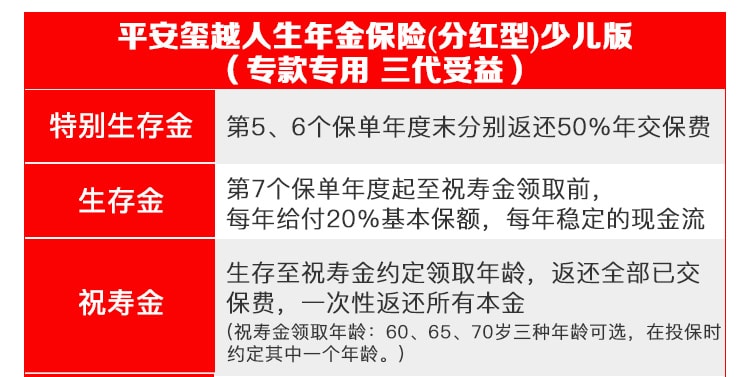 平安玺越人生年金保险(分红型)少儿版
（专款专用 三代受益）
特别生存金
第5、6个保单年度末分别返还50%年交保费
生存金
第7个保单年度起至祝寿金领取前，
每年给付20%基本保额，每年稳定的现金流
祝寿金
生存至祝寿金约定领取年龄，返还全部已交
保费，一次性返还所有本金
(祝寿金领取年龄：60、65、70岁三种年龄可选，在投保时
约定其中一个年龄。)